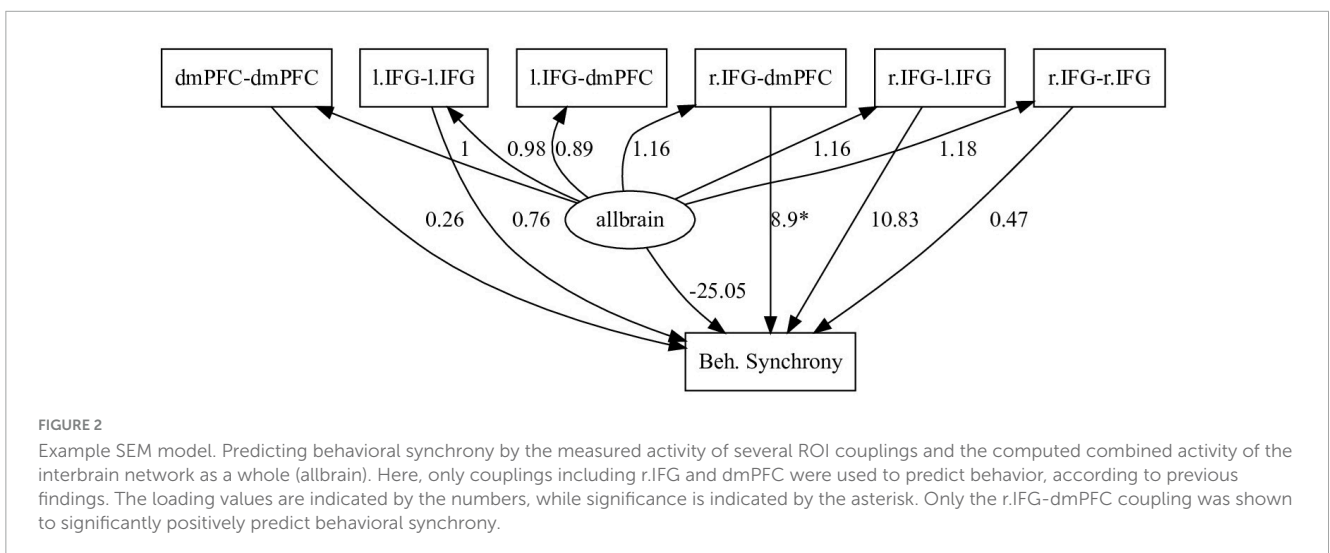 dmPFC-dmPFC l.IFG-l.IFG l.IFG-dmPFC r.IFG-dmPFC r.IFG-l.IFG r.IFG-r.IFG
1 0.98 0.89 1.16 1.16 1.18
0.26 0.76 allbrain 8.9* 10.83 0.47
-25.05
Beh. Synchrony
FIGURE 2
Example SEM model. Predicting behavioral synchrony by the measured activity of several ROI couplings and the computed combined activity of the
interbrain network as a whole (allbrain). Here, only couplings including r.IFG and dmPFC were used to predict behavior, according to previous
findings. The loading values are indicated by the numbers, while significance is indicated by the asterisk. Only the r.IFG-dmPFC coupling was shown
to significantly positively predict behavioral synchrony.